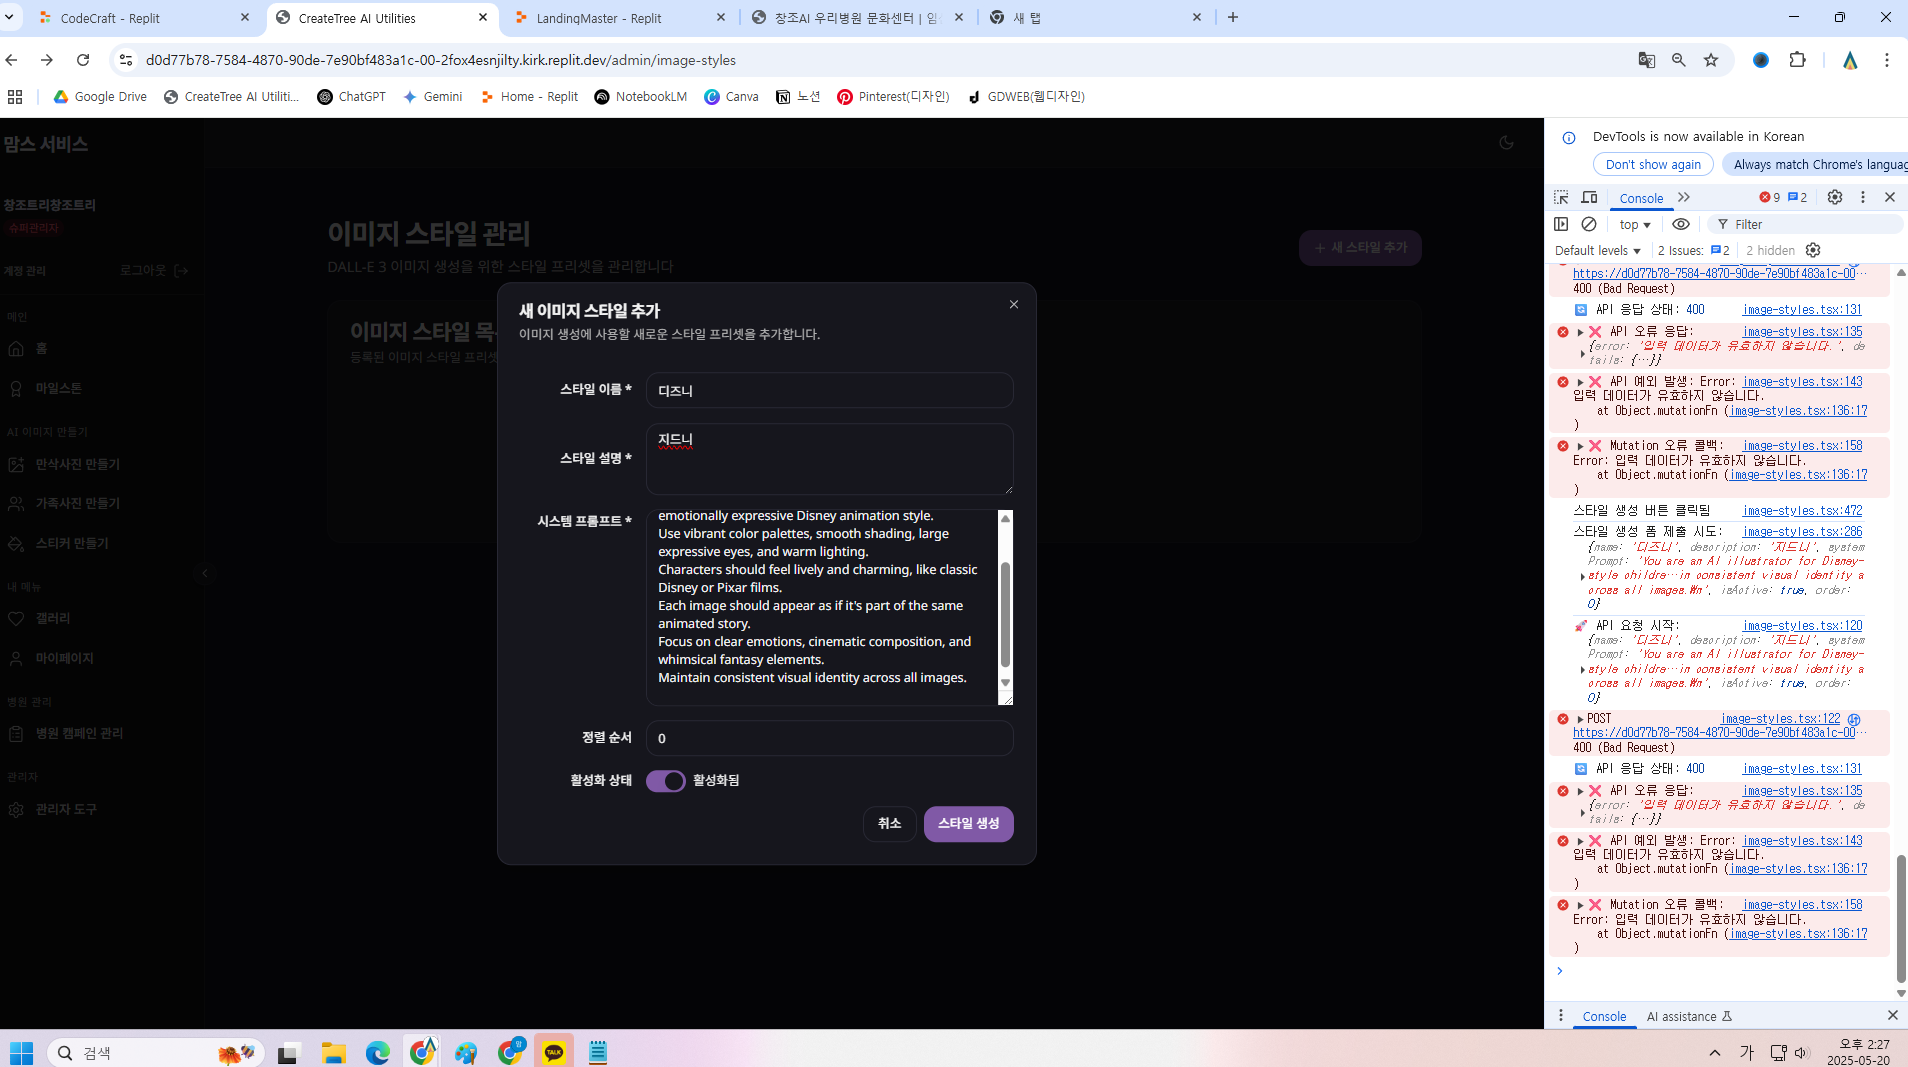 CodeCraft - Replit
CreateTree AI Utilities
LandingMaster - Replit
창조AI 우리병원 문화센터 | 임
새 탭
d0d77b78-7584-4870-90de-7e90bf483a1c-00-2fox4esnjilty.kirk.replit.dev/admin/image-styles
Google Drive
CreateTree AI Utiliti...
ChatGPT
Gemini
Home - Replit
NotebookLM
Canva
노션
Pinterest(디자인)
GDWEB(웹디자인)
맘스 서비스
창조트리창조트리
슈퍼관리자
계정 관리
로그아웃
메인
홈
마일스톤
AI 이미지 만들기
만삭사진 만들기
가족사진 만들기
스티커 만들기
내 메뉴
갤러리
마이페이지
병원 관리
병원 캠페인 관리
관리자
관리자 도구
이미지 스타일 관리
DALL-E 3 이미지 생성을 위한 스타일 프리셋을 관리합니다
+ 새 스타일 추가
이미지 스타일 목
등록된 이미지 스타일 프리셋
새 이미지 스타일 추가
이미지 생성에 사용할 새로운 스타일 프리셋을 추가합니다.
스타일 이름 *
디즈니
스타일 설명 *
지드니
시스템 프롬프트 *
emotionally expressive Disney animation style.
Use vibrant color palettes, smooth shading, large
expressive eyes, and warm lighting.
Characters should feel lively and charming, like classic
Disney or Pixar films.
Each image should appear as if it's part of the same
animated story.
Focus on clear emotions, cinematic composition, and
whimsical fantasy elements.
Maintain consistent visual identity across all images.
정렬 순서
0
활성화 상태
활성화됨
취소
스타일 생성
DevTools is now available in Korean
Don't show again
Always match Chrome's languag
Console
9
2
top
Filter
Default levels
2 Issues:
2
2 hidden
https://d0d77b78-7584-4870-90de-7e90bf483a1c-00…
400 (Bad Request)
API 응답 상태: 400 image-styles.tsx:131
API 오류 응답: image-styles.tsx:135
{error: '입력 데이터가 유효하지 않습니다.', de
tails: {…}}
API 예외 발생: Error: image-styles.tsx:143
입력 데이터가 유효하지 않습니다.
at Object.mutationFn (image-styles.tsx:136:17
)
Mutation 오류 콜백: image-styles.tsx:158
Error: 입력 데이터가 유효하지 않습니다.
at Object.mutationFn (image-styles.tsx:136:17
)
스타일 생성 버튼 클릭됨 image-styles.tsx:472
스타일 생성 폼 제출 시도: image-styles.tsx:286
{name: '디즈니', description: '지드니', system
Prompt: 'You are an AI illustrator for Disney-
style childre…in consistent visual identity a
cross all images.₩n', isActive: true, order:
0}
API 요청 시작: image-styles.tsx:120
{name: '디즈니', description: '지드니', system
Prompt: 'You are an AI illustrator for Disney-
style childre…in consistent visual identity a
cross all images.₩n', isActive: true, order:
0}
POST image-styles.tsx:122
https://d0d77b78-7584-4870-90de-7e90bf483a1c-00…
400 (Bad Request)
API 응답 상태: 400 image-styles.tsx:131
API 오류 응답: image-styles.tsx:135
{error: '입력 데이터가 유효하지 않습니다.', de
tails: {…}}
API 예외 발생: Error: image-styles.tsx:143
입력 데이터가 유효하지 않습니다.
at Object.mutationFn (image-styles.tsx:136:17
)
Mutation 오류 콜백: image-styles.tsx:158
Error: 입력 데이터가 유효하지 않습니다.
at Object.mutationFn (image-styles.tsx:136:17
)
Console
AI assistance
검색
TALK
가
오후 2:27
2025-05-20